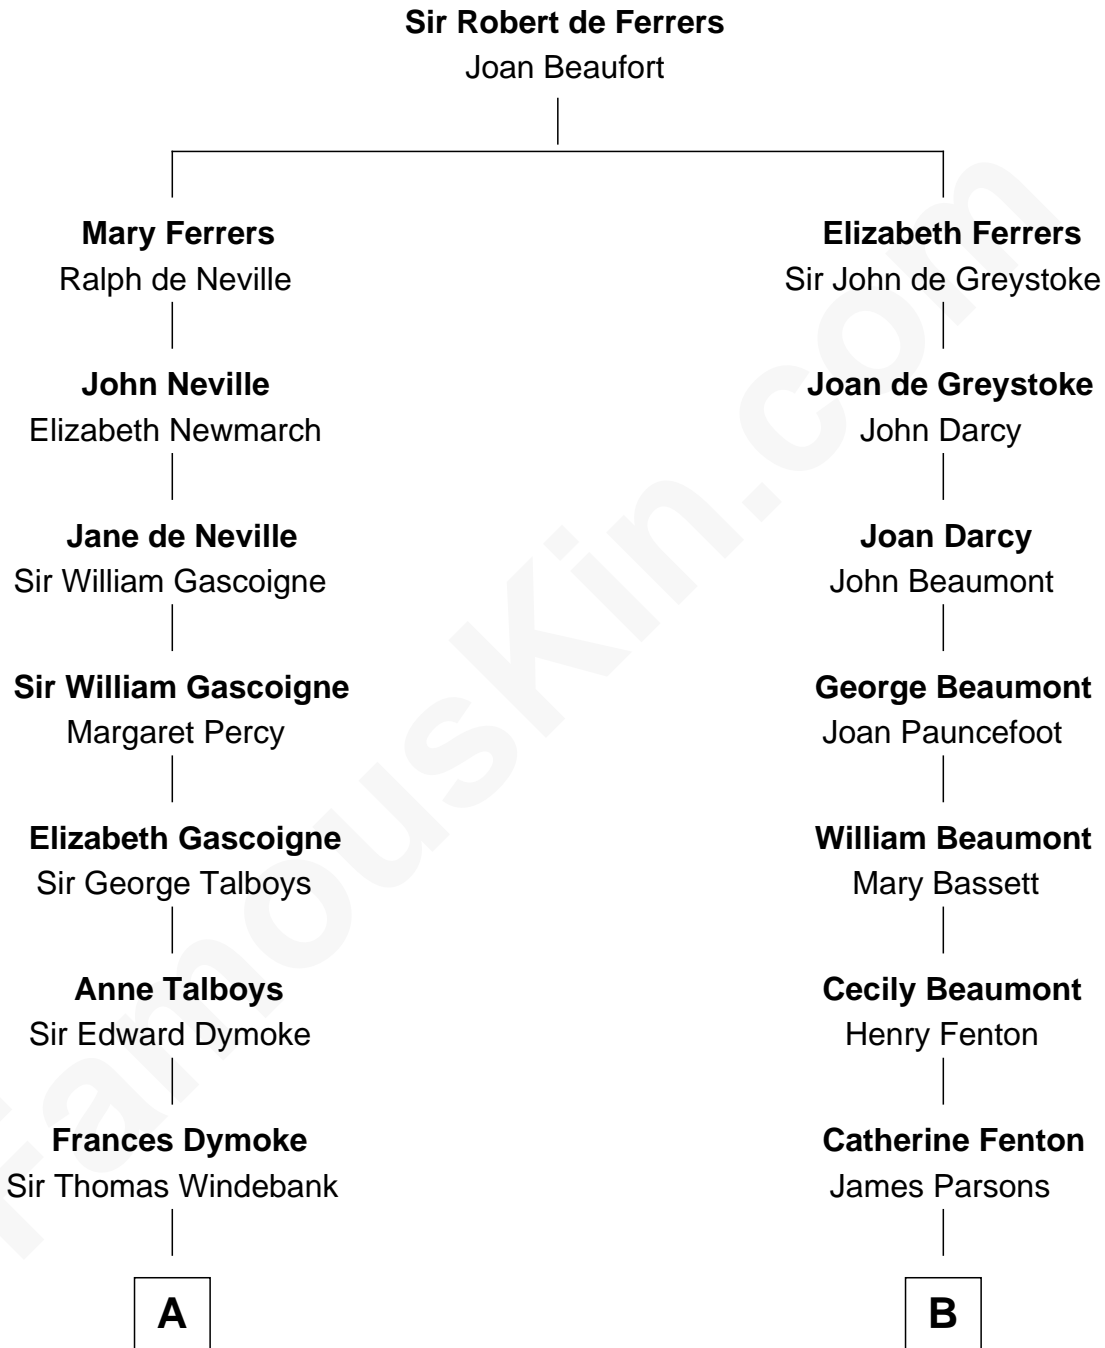 Sir Robert de Ferrers
Joan Beaufort
Mary Ferrers
Ralph de Neville
Elizabeth Ferrers
Sir John de Greystoke
John Neville
Elizabeth Newmarch
Joan de Greystoke
John Darcy
Jane de Neville
Sir William Gascoigne
Joan Darcy
John Beaumont
Sir William Gascoigne
Margaret Percy
George Beaumont
Joan Pauncefoot
Elizabeth Gascoigne
Sir George Talboys
William Beaumont
Mary Bassett
Anne Talboys
Sir Edward Dymoke
Cecily Beaumont
Henry Fenton
Frances Dymoke
Sir Thomas Windebank
Catherine Fenton
James Parsons
A
B
FamousKin.com